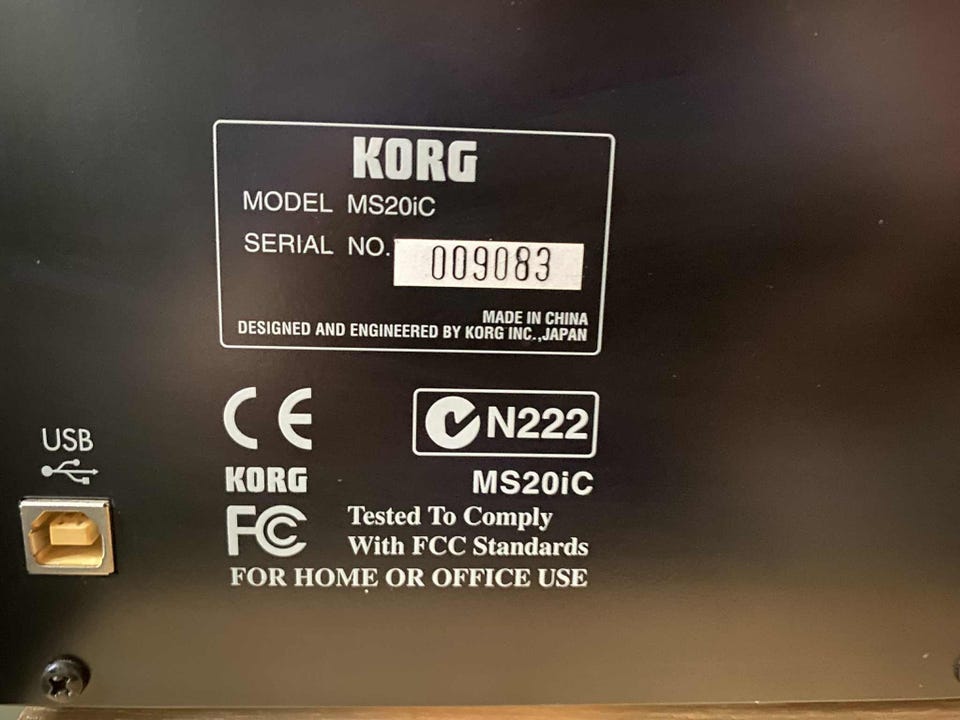 KORG
MODEL MS20iC
SERIAL NO. 009083
MADE IN CHINA
DESIGNED AND ENGINEERED BY KORG INC.,JAPAN
CE
N222
USB
KORG
MS20iC
FC Tested To Comply
With FCC Standards
FOR HOME OR OFFICE USE